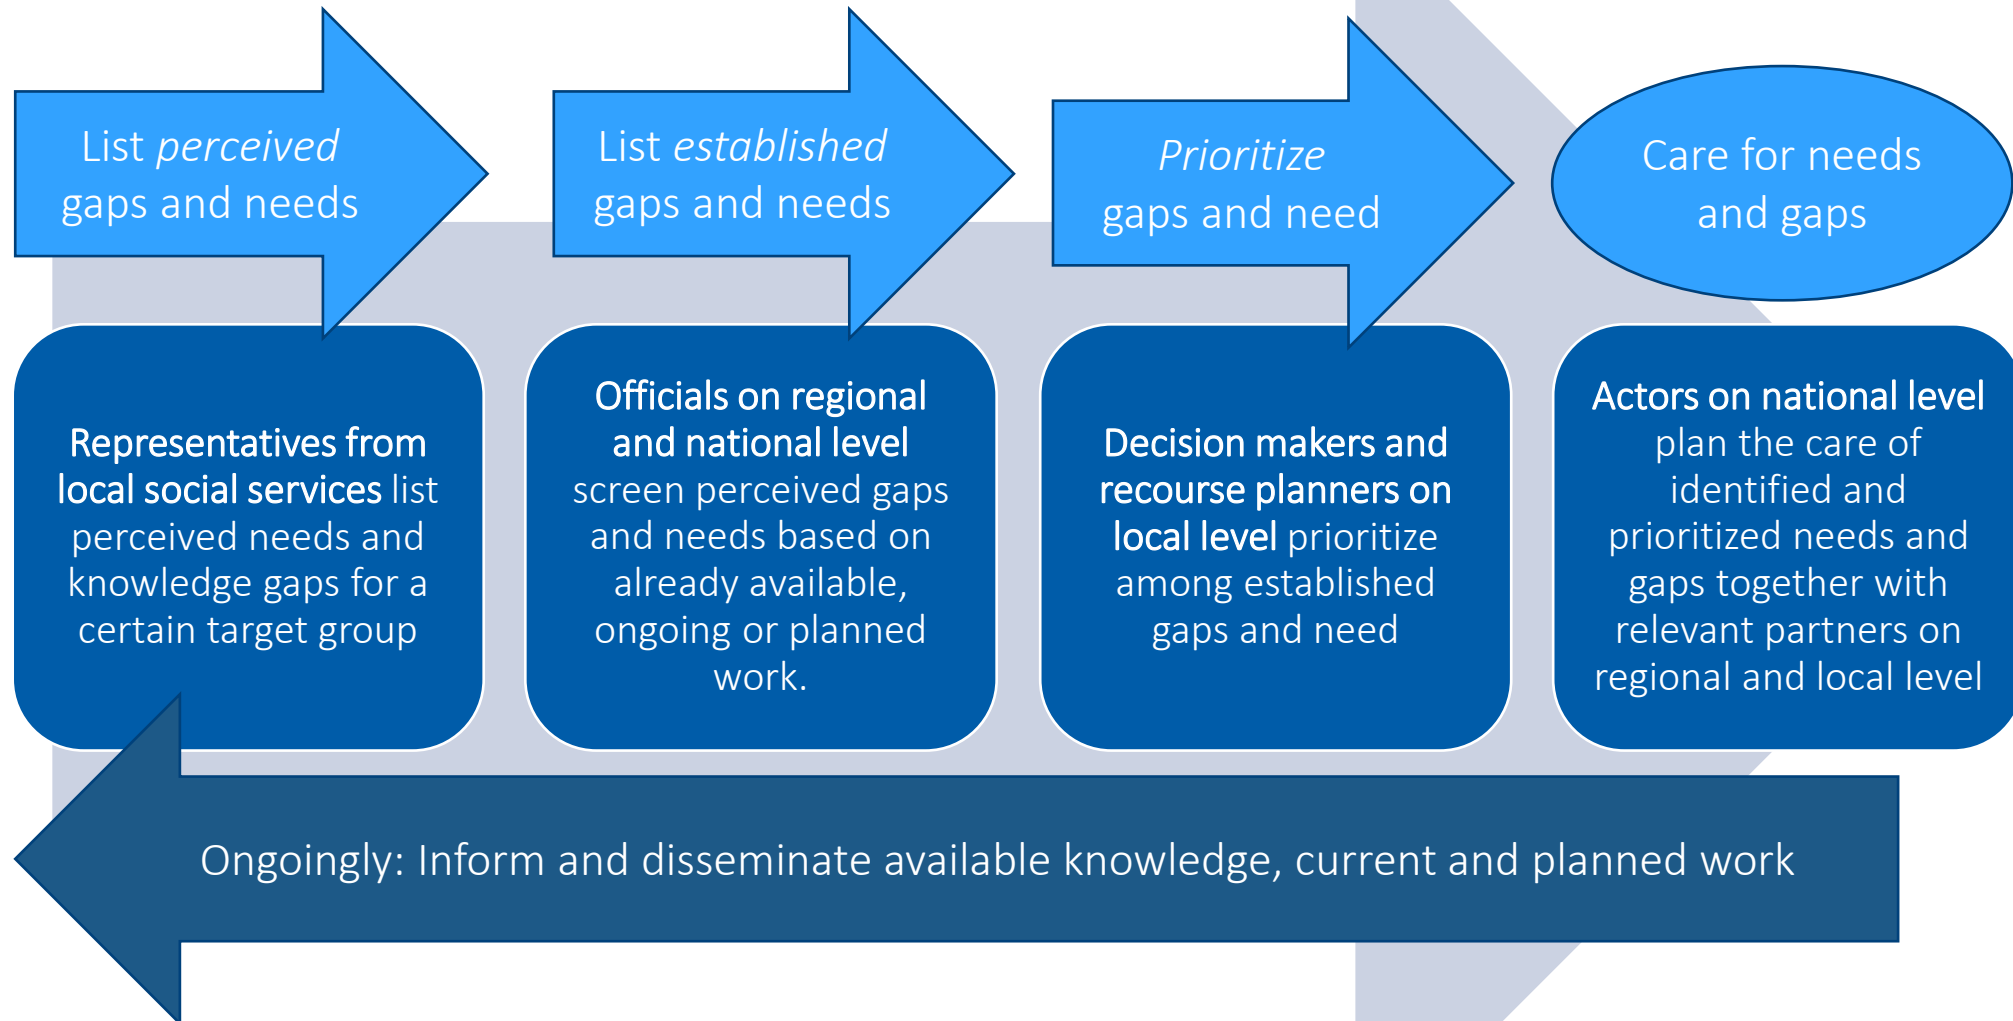 List perceived
gaps and needs
List established
gaps and needs
Prioritize
gaps and need
Care for needs
and gaps
Representatives from
local social services list
perceived needs and
knowledge gaps for a
certain target group
Officials on regional
and national level
screen perceived gaps
and needs based on
already available,
ongoing or planned
work.
Decision makers and
recourse planners on
local level prioritize
among established
gaps and need
Actors on national level
plan the care of
identified and
prioritized needs and
gaps together with
relevant partners on
regional and local level
Ongoingly: Inform and disseminate available knowledge, current and planned work